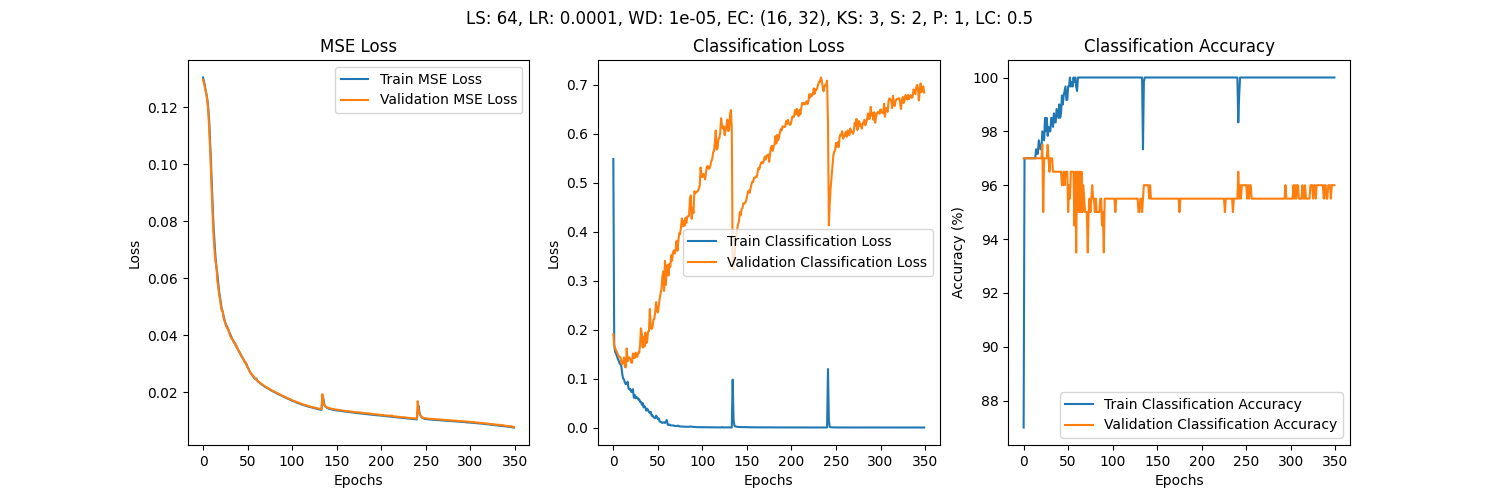 LS: 64, LR: 0.0001, WD: 1e-05, EC: (16, 32), KS: 3, S: 2, P: 1, LC: 0.5
MSE Loss
Train MSE Loss
Validation MSE Loss
Loss
0.12
0.10
0.08
0.06
0.04
0.02
0 50 100 150 200 250 300 350
Epochs
Classification Loss
Train Classification Loss
Validation Classification Loss
Loss
0.7
0.6
0.5
0.4
0.3
0.2
0.1
0.0
0 50 100 150 200 250 300 350
Epochs
Classification Accuracy
Train Classification Accuracy
Validation Classification Accuracy
Accuracy (%)
100
98
96
94
92
90
88
0 50 100 150 200 250 300 350
Epochs